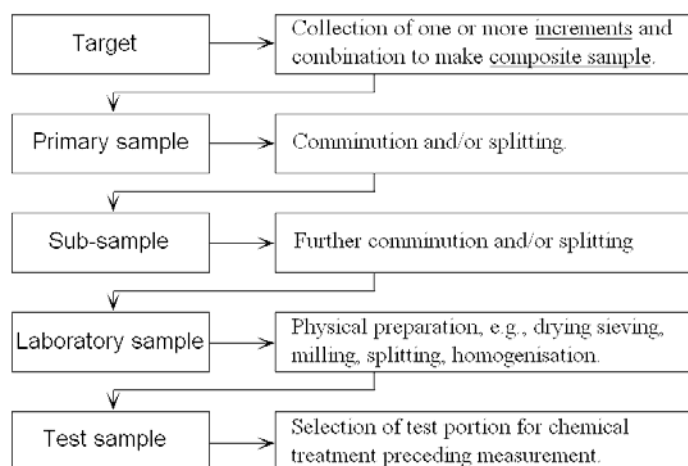 Target
Collection of one or more increments and
combination to make composite sample.
Primary sample
Comminution and/or splitting.
Sub-sample
Further comminution and/or splitting
Laboratory sample
Physical preparation, e.g., drying sieving,
milling, splitting, homogenisation.
Test sample
Selection of test portion for chemical
treatment preceding measurement.